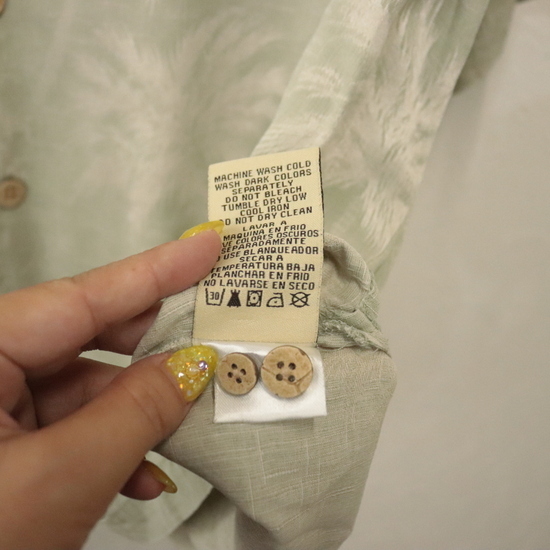 MACHINE WASH COLD
WASH DARK COLORS
SEPARATELY
DO NOT BLEACH
TUMBLE DRY LOW
COOL IRON
DO NOT DRY CLEAN
LAVAR A
MAQUINA EN FRIO
COLORES OSCUROS
SEPARADAMENTE
USE BLANQUEADOR
SECAR A
TEMPERATURA BAJA
PLANCHAR EN FRIO
NO LAVARSE EN SECO
30